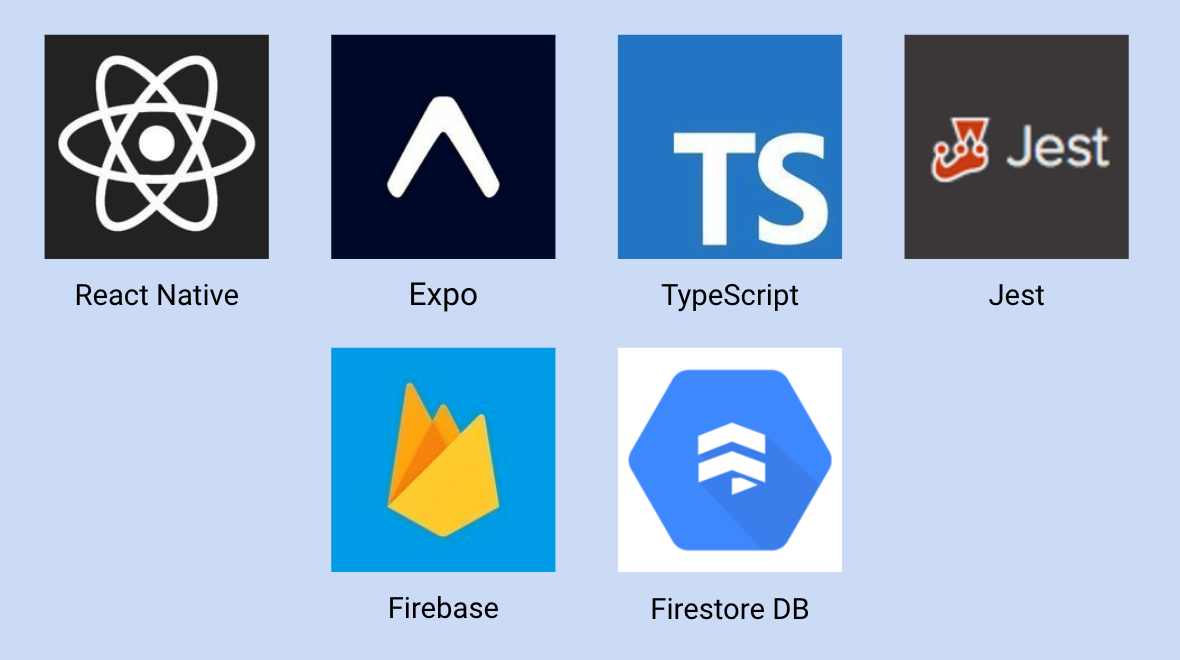 TS
Jest
React Native
Expo
TypeScript
Jest
Firebase
Firestore DB